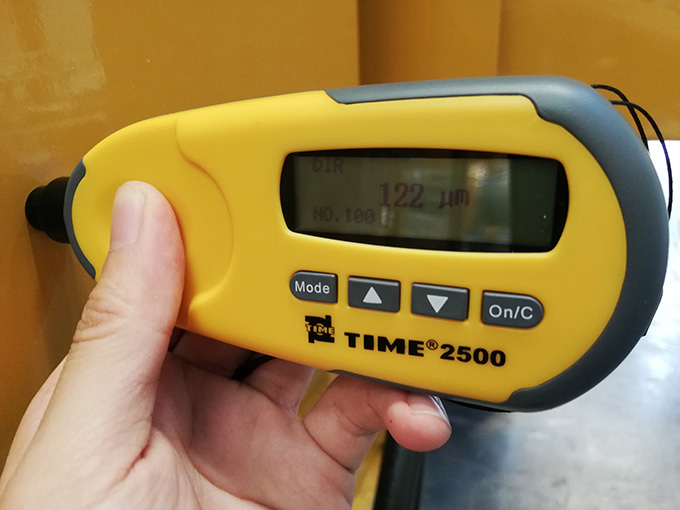 DIR
122 µm
NO.100
Mode
On/C
TIME
TIME® 2500